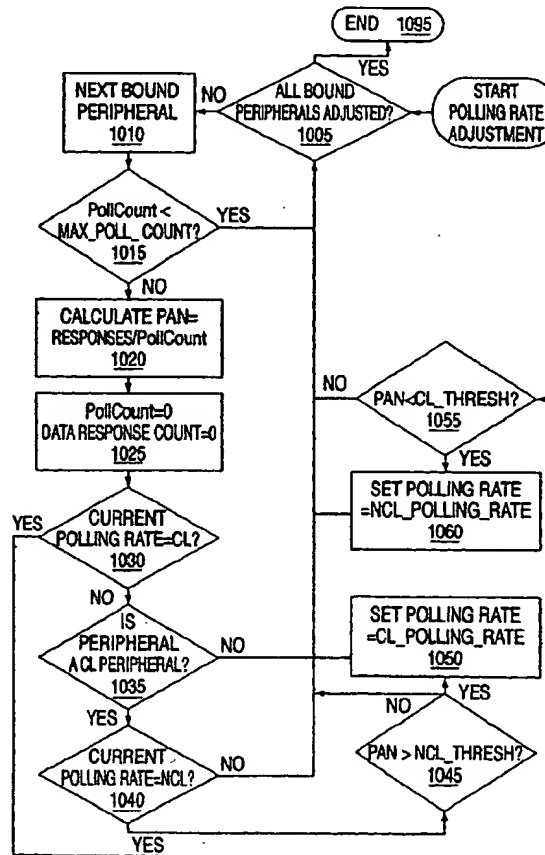 END 1095
YES
START
POLLING RATE
ADJUSTMENT
ALL BOUND
PERIPHERALS ADJUSTED?
1005
NO
NEXT BOUND
PERIPHERAL
1010
PollCount <
MAX_POLL_COUNT?
1015
YES
NO
CALCULATE PAN=
RESPONSES/PollCount
1020
PollCount=0
DATA RESPONSE COUNT=0
1025
YES
CURRENT
POLLING RATE=CL?
1030
NO
IS
PERIPHERAL
A CL PERIPHERAL?
1035
NO
YES
CURRENT
POLLING RATE=NCL?
1040
NO
YES
PAN > NCL_THRESH?
1045
NO
YES
SET POLLING RATE
=CL_POLLING_RATE
1050
NO
PAN<CL_THRESH?
1055
YES
SET POLLING RATE
=NCL_POLLING_RATE
1060